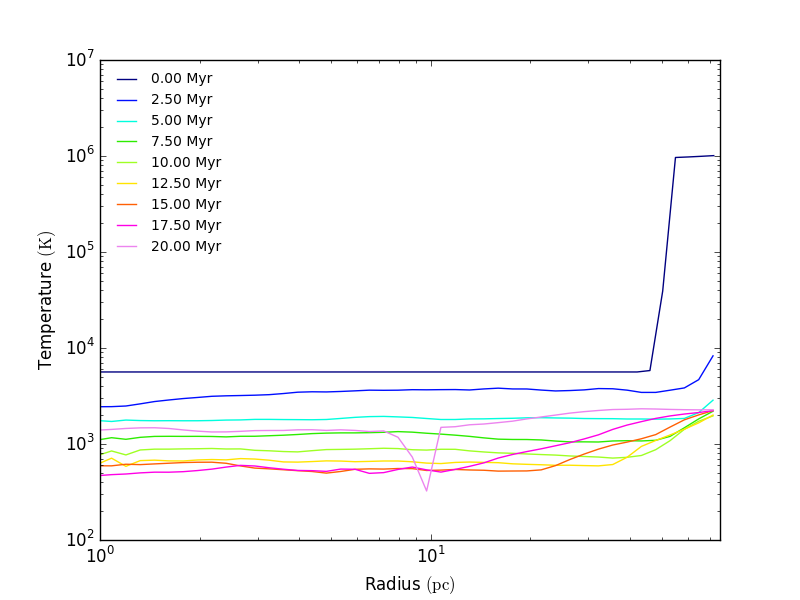 10^7
0.00 Myr
2.50 Myr
5.00 Myr
7.50 Myr
10.00 Myr
12.50 Myr
15.00 Myr
17.50 Myr
20.00 Myr
10^6
10^5
10^4
10^3
10^2
Temperature (K)
10^0
10^1
Radius (pc)